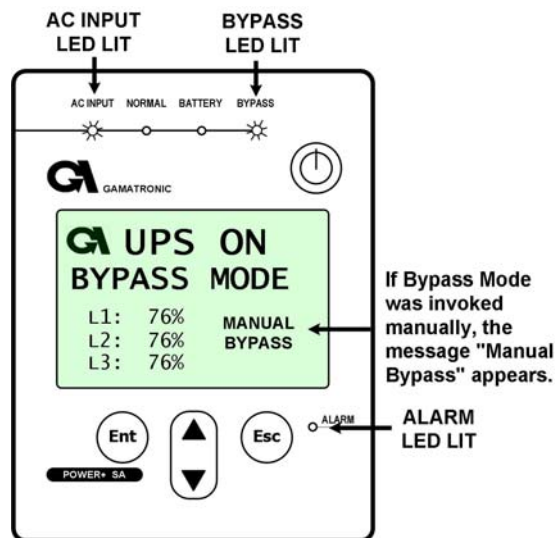 AC INPUT
LED LIT
BYPASS
LED LIT
AC INPUT NORMAL BATTERY BYPASS
GAMATRONIC
UPS ON
BYPASS MODE
L1: 76%
L2: 76%
L3: 76%
MANUAL
BYPASS
If Bypass Mode
was invoked
manually, the
message "Manual
Bypass" appears.
Ent
Esc
ALARM
ALARM
LED LIT
POWER+ SA